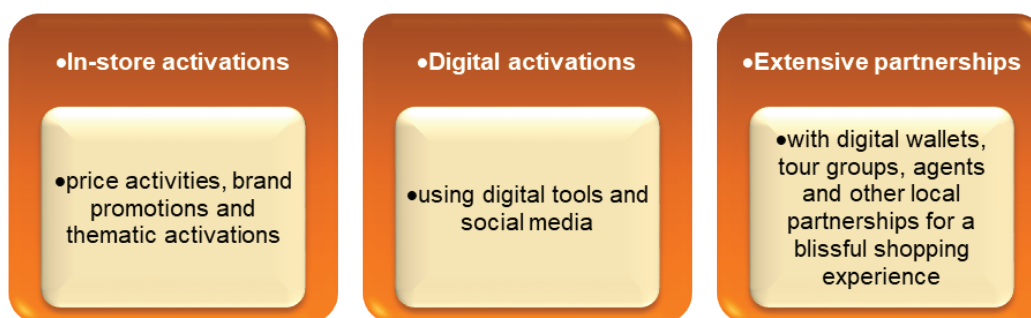 •In-store activations
•price activities, brand
promotions and
thematic activations
•Digital activations
•using digital tools and
social media
•Extensive partnerships
•with digital wallets,
tour groups, agents
and other local
partnerships for a
blissful shopping
experience